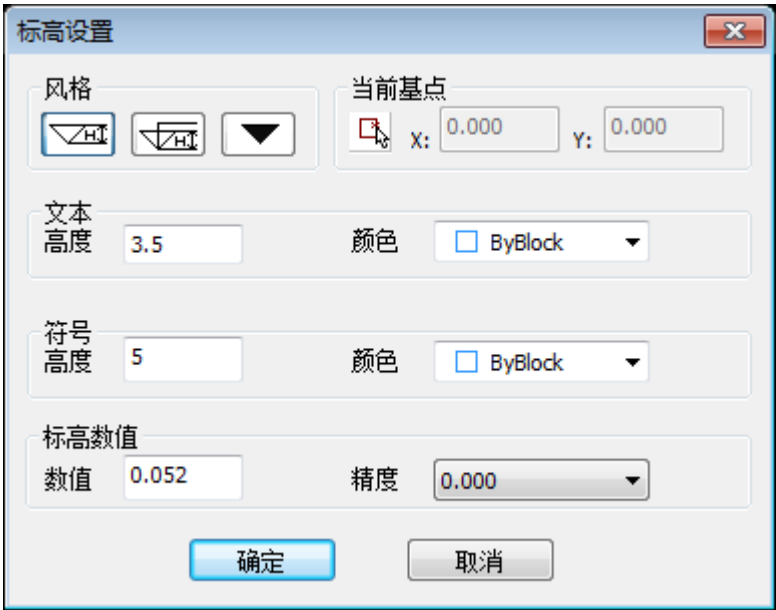 标高设置
风格
当前基点
H H
X: 0.000 Y: 0.000
文本
高度 3.5 颜色 ByBlock
符号
高度 5 颜色 ByBlock
标高数值
数值 0.052 精度 0.000
确定 取消